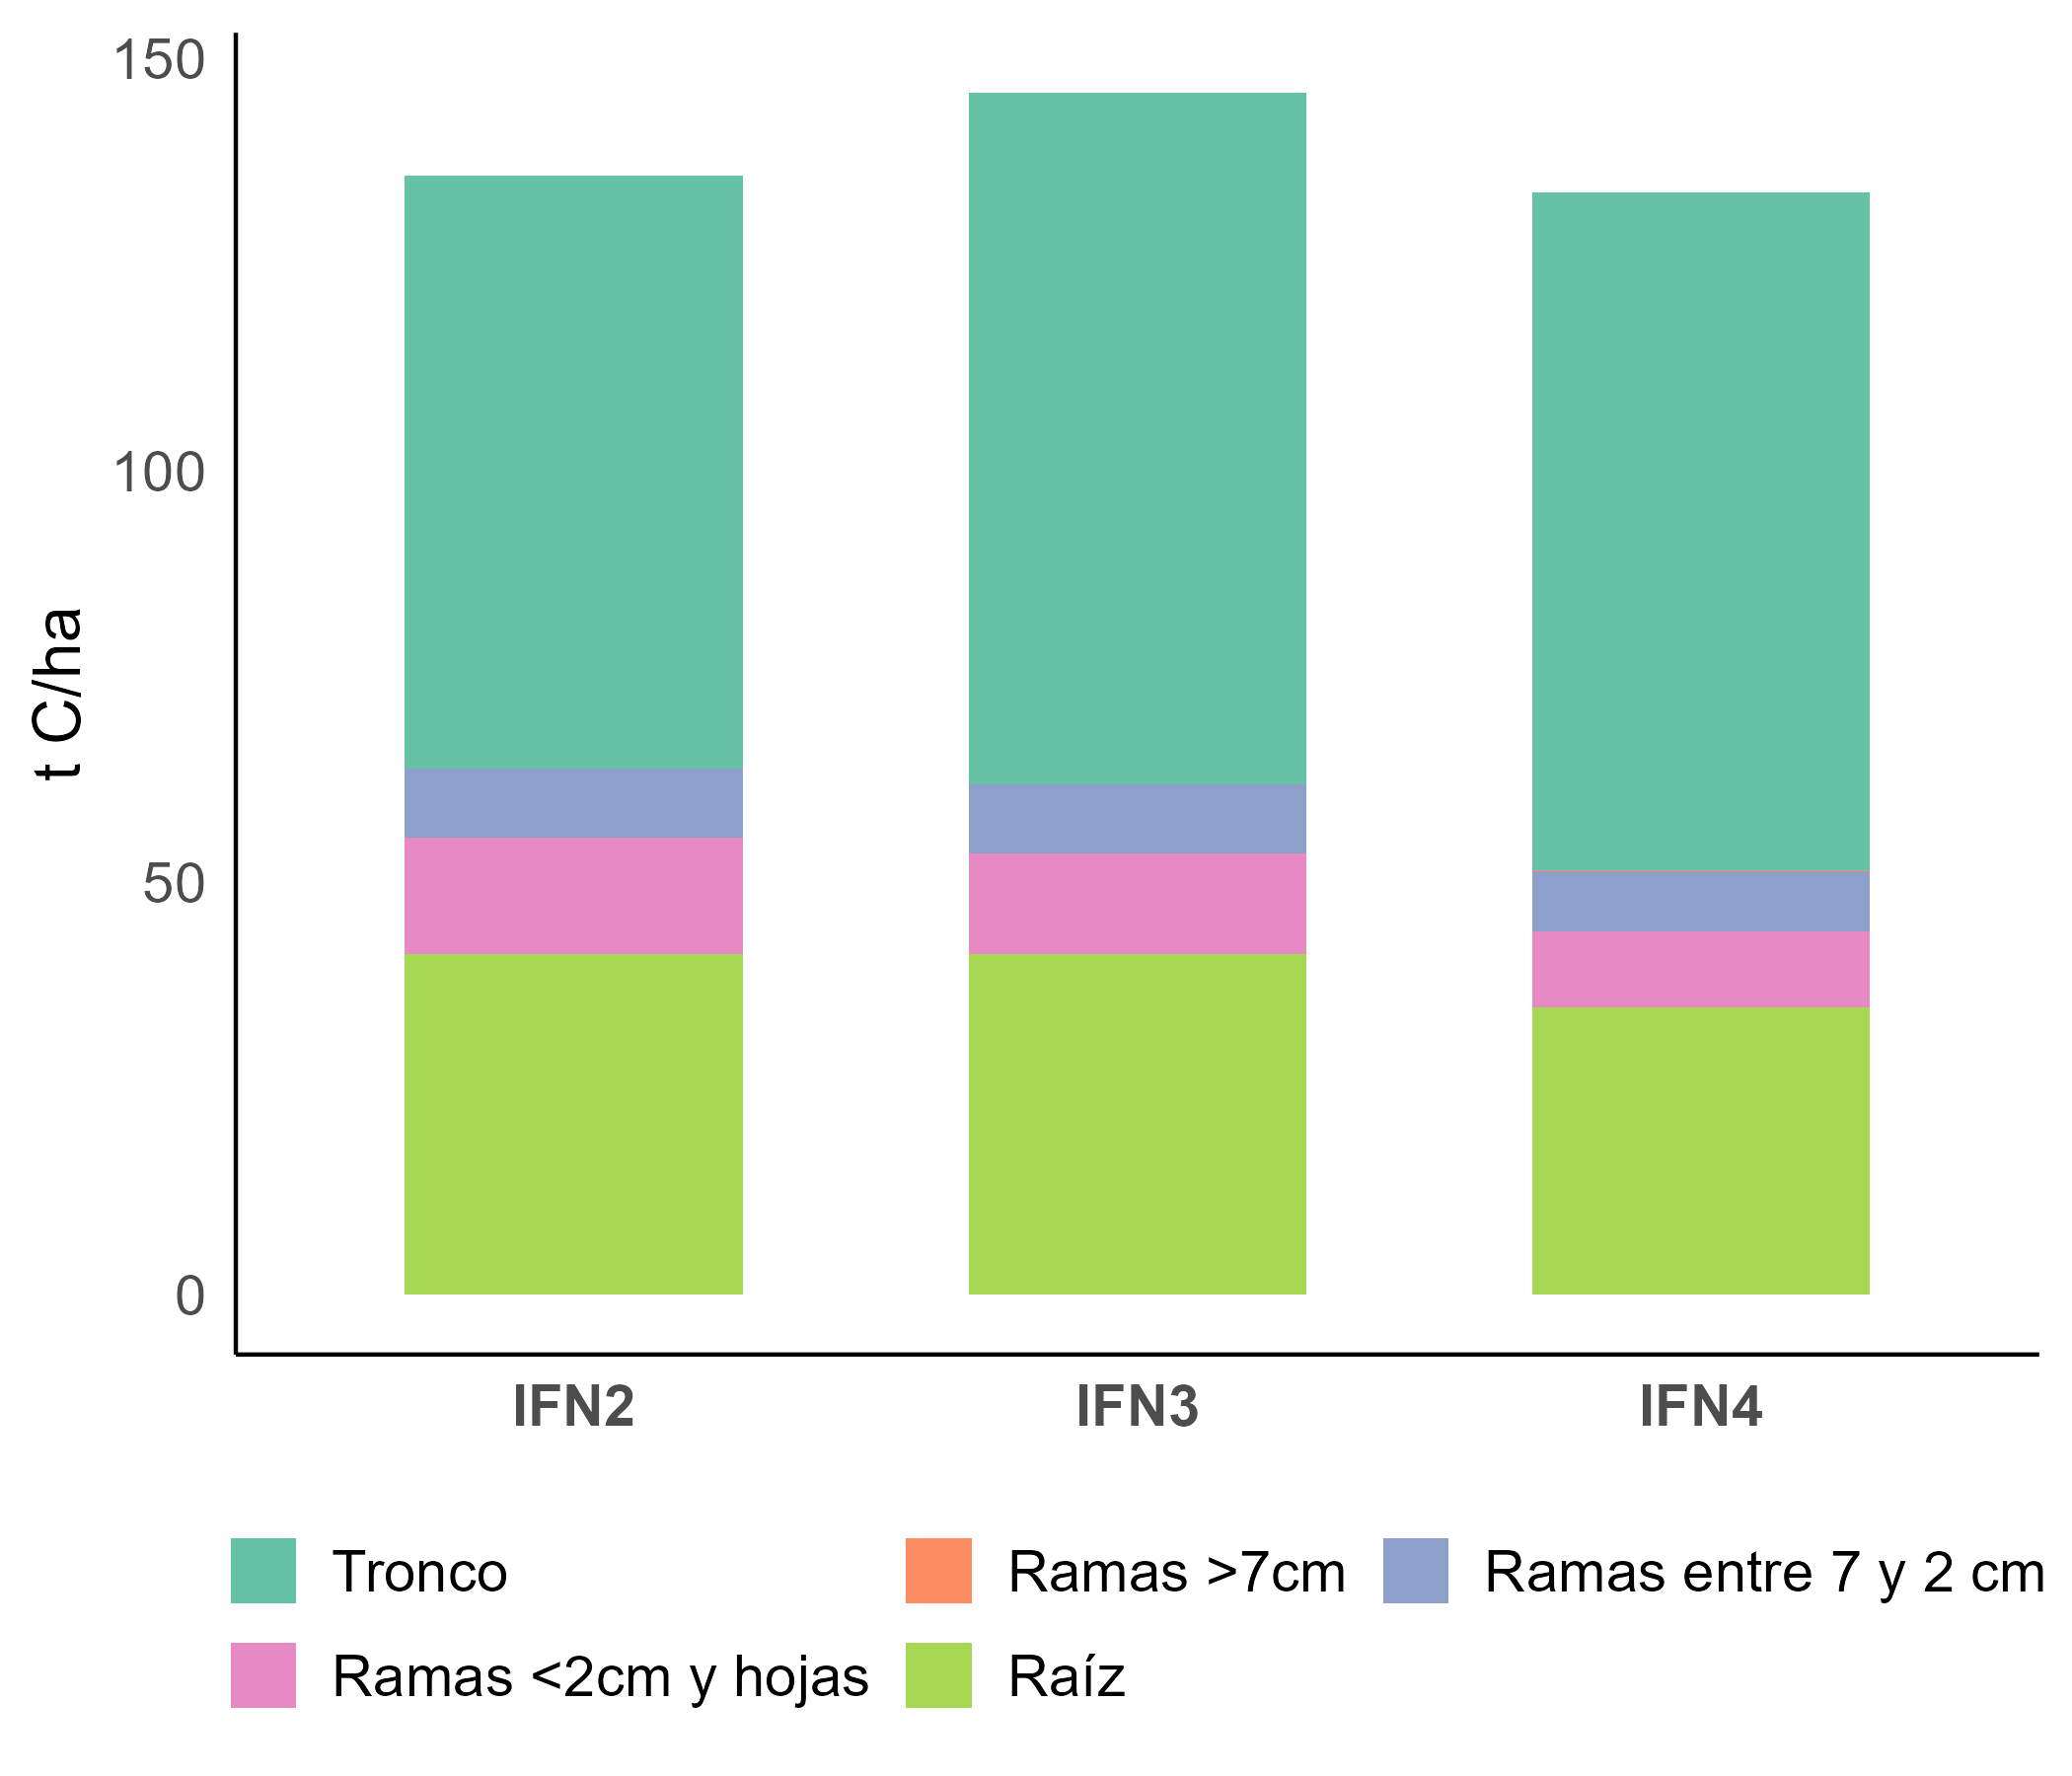 150
100
50
0
t C/ha
IFN2 IFN3 IFN4
Tronco Ramas >7cm Ramas entre 7 y 2 cm
Ramas <2cm y hojas Raíz